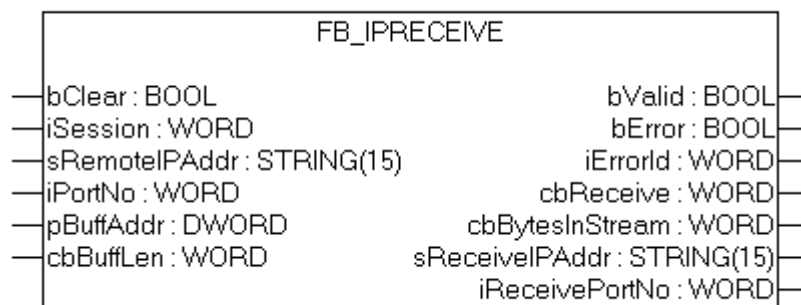 FB_IPRECEIVE
bClear : BOOL bValid : BOOL
iSession : WORD bError : BOOL
sRemoteIPAddr : STRING(15) iErrorId : WORD
iPortNo : WORD cbReceive : WORD
pBuffAddr : DWORD cbBytesInStream : WORD
cbBuffLen : WORD sReceiveIPAddr : STRING(15)
iReceivePortNo : WORD